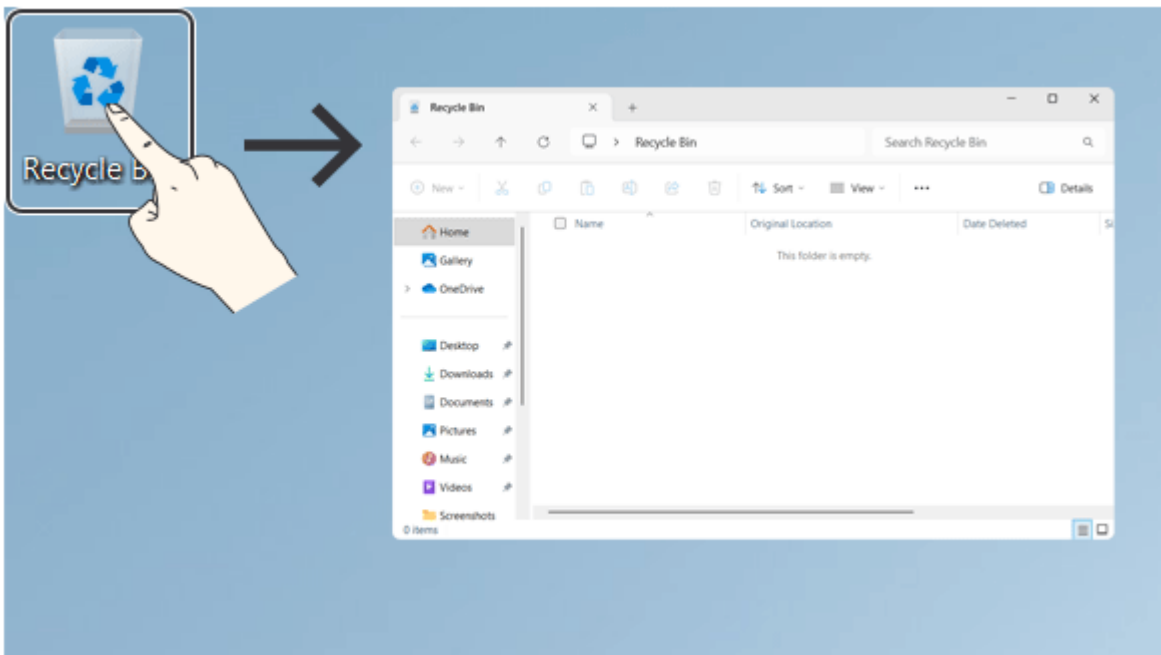 Recycle B
Recycle Bin
Recycle Bin
Search Recycle Bin
New
Sort
View
Details
Home
Name
Original Location
Date Deleted
Si
Gallery
This folder is empty.
OneDrive
Desktop
Downloads
Documents
Pictures
Music
Videos
Screenshots
0 items